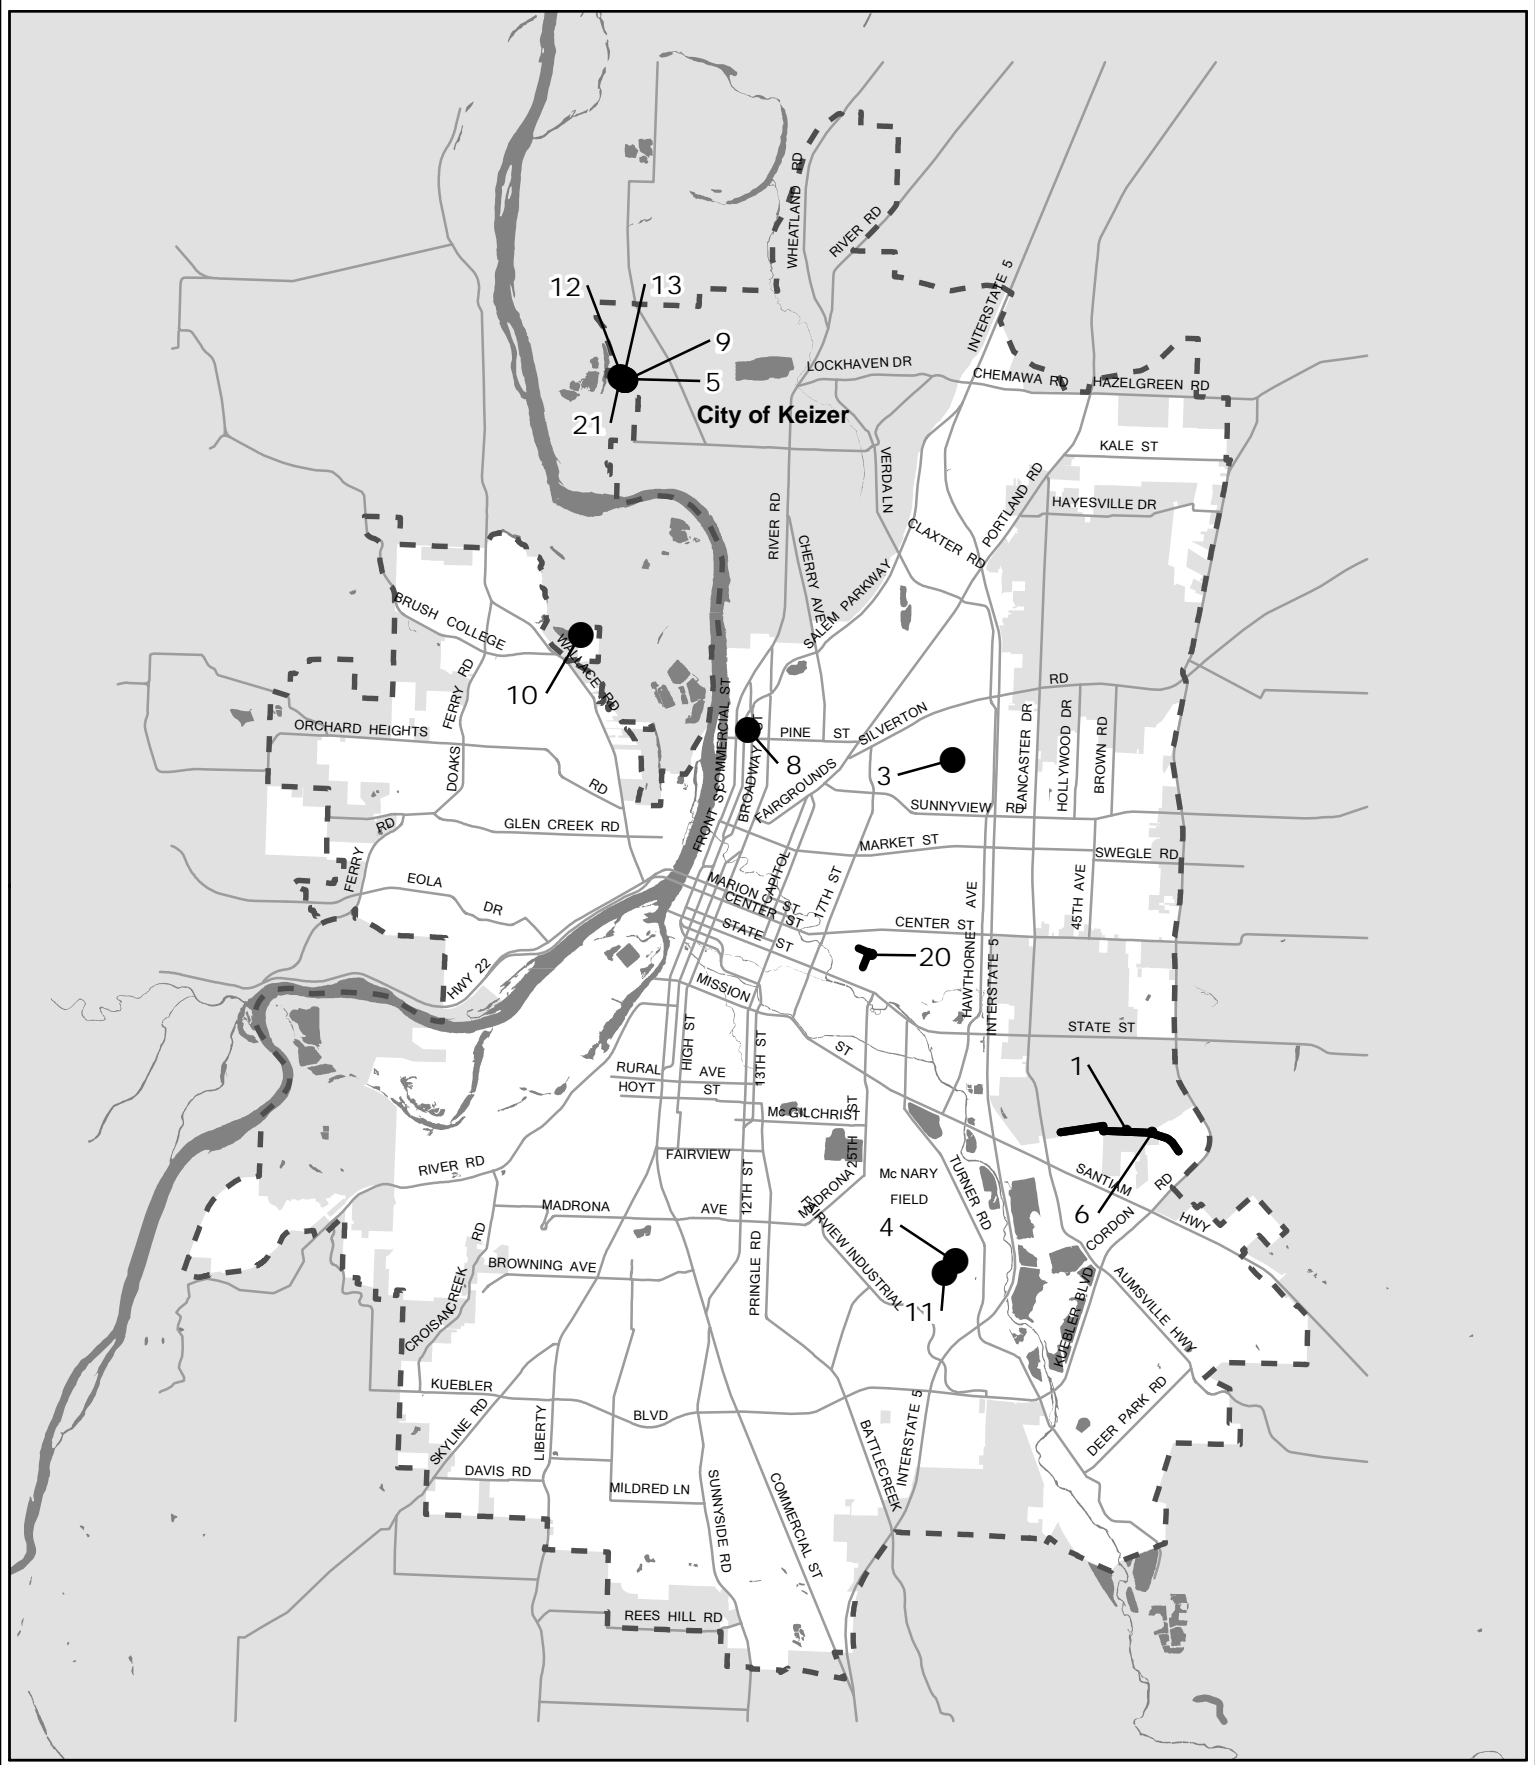 WHEATLAND RD
RIVER RD
INTERSTATE 5
12
13
9
5
21
LOCKHAVEN DR
CHEMAWA RD
HAZELGREEN RD
City of Keizer
KALE ST
VERDA LN
PORTLAND RD
HAYESVILLE DR
RIVER RD
CHERRY AVE
CLAXTER RD
SALEM PARKWAY
BRUSH COLLEGE
WALLACE RD
10
DOAKS FERRY RD
ORCHARD HEIGHTS
RD
COMMERCIAL ST
FRONT ST
BROADWAY ST
PINE ST
8
SILVERTON
RD
3
FAIRGROUNDS
SUNNYVIEW RD
LANCASTER DR
HOLLYWOOD DR
BROWN RD
GLEN CREEK RD
FERRY
RD
MARKET ST
SWEGLE RD
EOLA
DR
MARION ST
CENTER ST
CAPITOL
17TH ST
STATE ST
CENTER ST
45TH AVE
HAWTHORNE AVE
INTERSTATE 5
20
HWY 22
MISSION
ST
STATE ST
HIGH ST
13TH ST
RURAL AVE
HOYT ST
1
Mc GILCHRIST
25TH ST
FAIRVIEW
RIVER RD
12TH ST
Mc NARY
FIELD
TURNER RD
SANTIAM
HWY
6
CORDON RD
MADRONA AVE
MADRONA
FAIRVIEW INDUSTRIAL
4
11
PRINGLE RD
BROWNING AVE
CROISAN CREEK RD
KUEBLER BLVD
AUMSVILLE HWY
KUEBLER
BLVD
SKYLINE RD
LIBERTY
DAVIS RD
MILDRED LN
SUNNYSIDE RD
COMMERCIAL ST
BATTLECREEK
INTERSTATE 5
DEER PARK RD
REES HILL RD